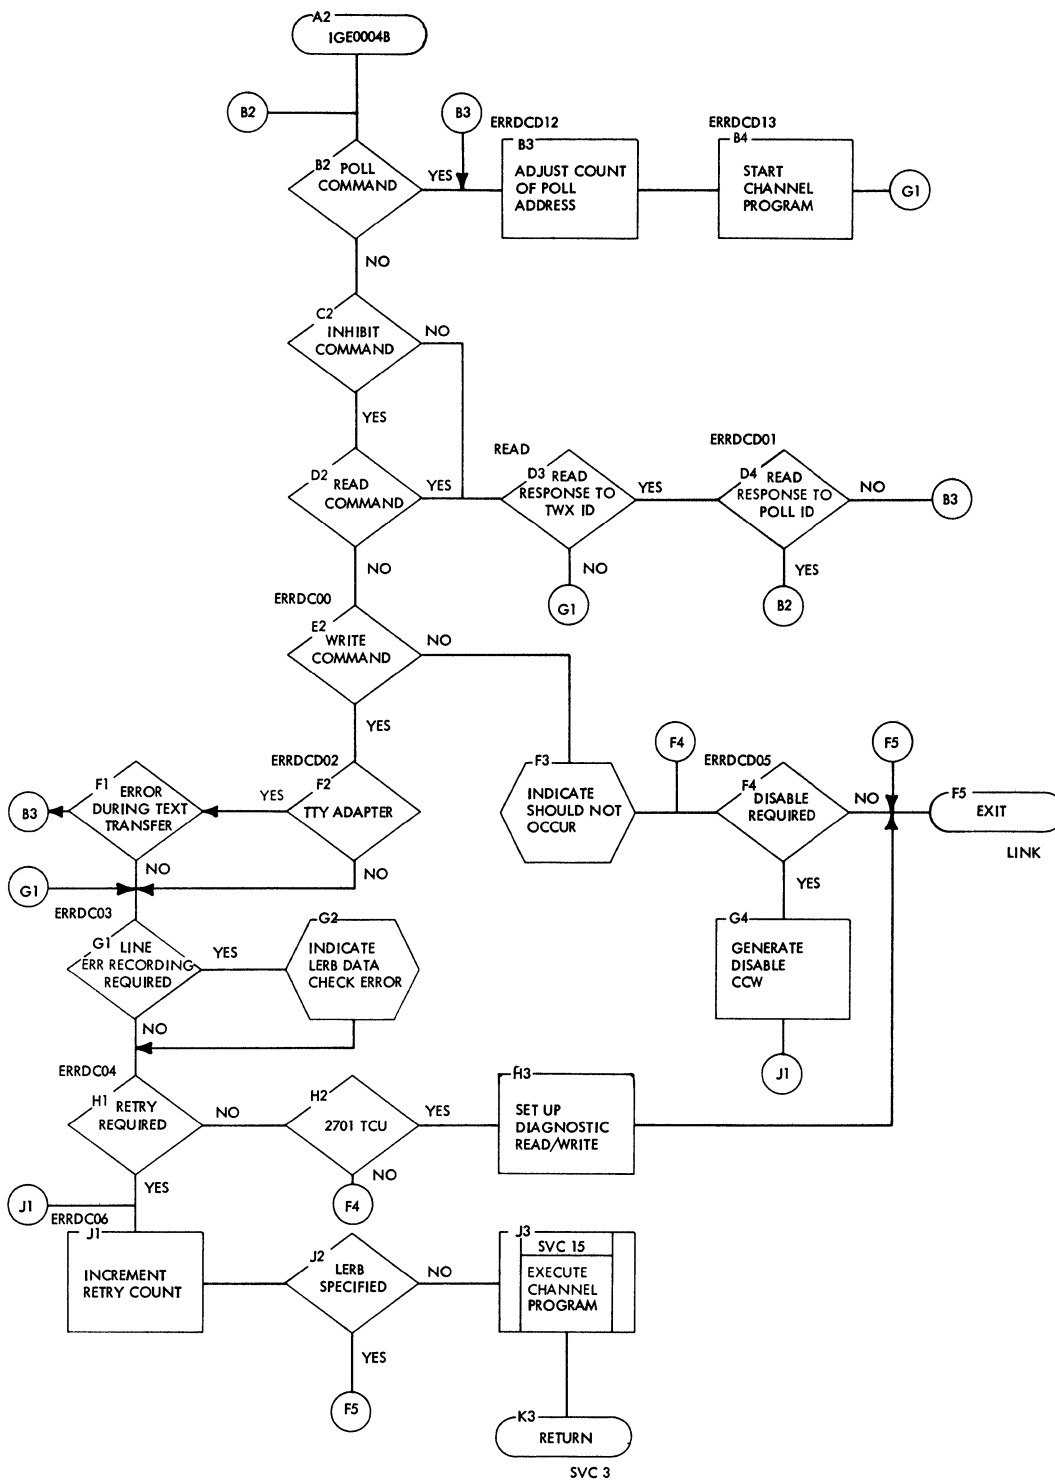 A2
IGE0004B
B2
B3
ERRDCD12
ERRDCD13
B2
POLL
COMMAND
YES
B3
ADJUST COUNT
OF POLL
ADDRESS
B4
START
CHANNEL
PROGRAM
G1
NO
C2
INHIBIT
COMMAND
NO
YES
D2
READ
COMMAND
YES
READ
D3
READ
RESPONSE TO
TWX ID
YES
ERRDCD01
D4
READ
RESPONSE TO
POLL ID
NO
B3
NO
NO
G1
YES
B2
ERRDC00
E2
WRITE
COMMAND
NO
YES
F4
F5
ERRDCD02
F1
ERROR
DURING TEXT
TRANSFER
B3
YES
F2
TTY ADAPTER
F3
INDICATE
SHOULD NOT
OCCUR
ERRDCD05
F4
DISABLE
REQUIRED
NO
F5
EXIT
LINK
NO
NO
G1
YES
ERRDC03
G1
LINE
ERR RECORDING
REQUIRED
YES
G2
INDICATE
LERB DATA
CHECK ERROR
G4
GENERATE
DISABLE
CCW
NO
J1
ERRDC04
H1
RETRY
REQUIRED
NO
H2
2701 TCU
YES
H3
SET UP
DIAGNOSTIC
READ/WRITE
YES
NO
F4
J1
ERRDC06
J1
INCREMENT
RETRY COUNT
J2
LERB
SPECIFIED
NO
J3
SVC 15
EXECUTE
CHANNEL
PROGRAM
YES
F5
K3
RETURN
SVC 3